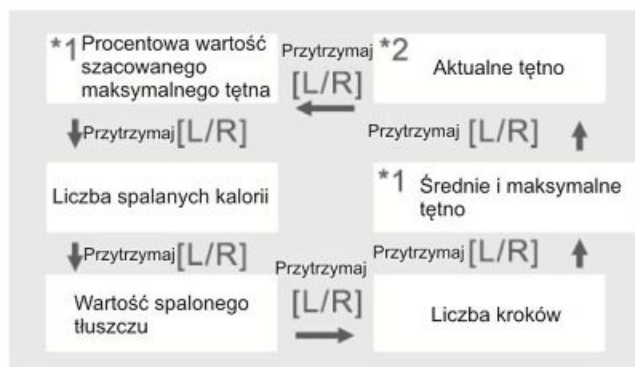 *1 Procentowa wartość
szacowanego
maksymalnego tętna
Przytrzymaj
[L/R]
*2
Aktualne tętno
Przytrzymaj [L/R]
Przytrzymaj [L/R]
Liczba spalanych kalorii
*1 Średnie i maksymalne
tętno
Przytrzymaj [L/R]
Przytrzymaj
[L/R]
Przytrzymaj [L/R]
Wartość spalonego
tłuszczu
Liczba kroków